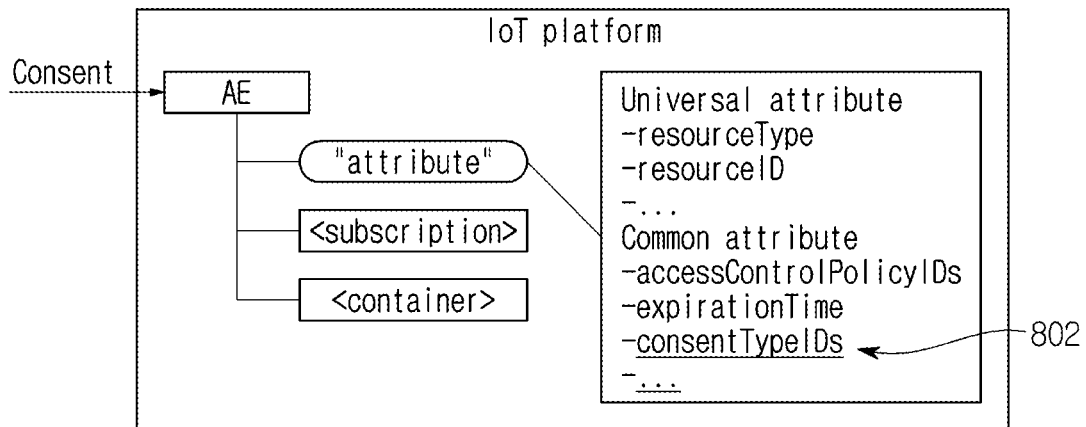 IoT platform
Consent
AE
"attribute"
<subscription>
<container>
Universal attribute
-resourceType
-resourceID
-...
Common attribute
-accessControlPolicyIDs
-expirationTime
-consentTypeIDs
-...
802